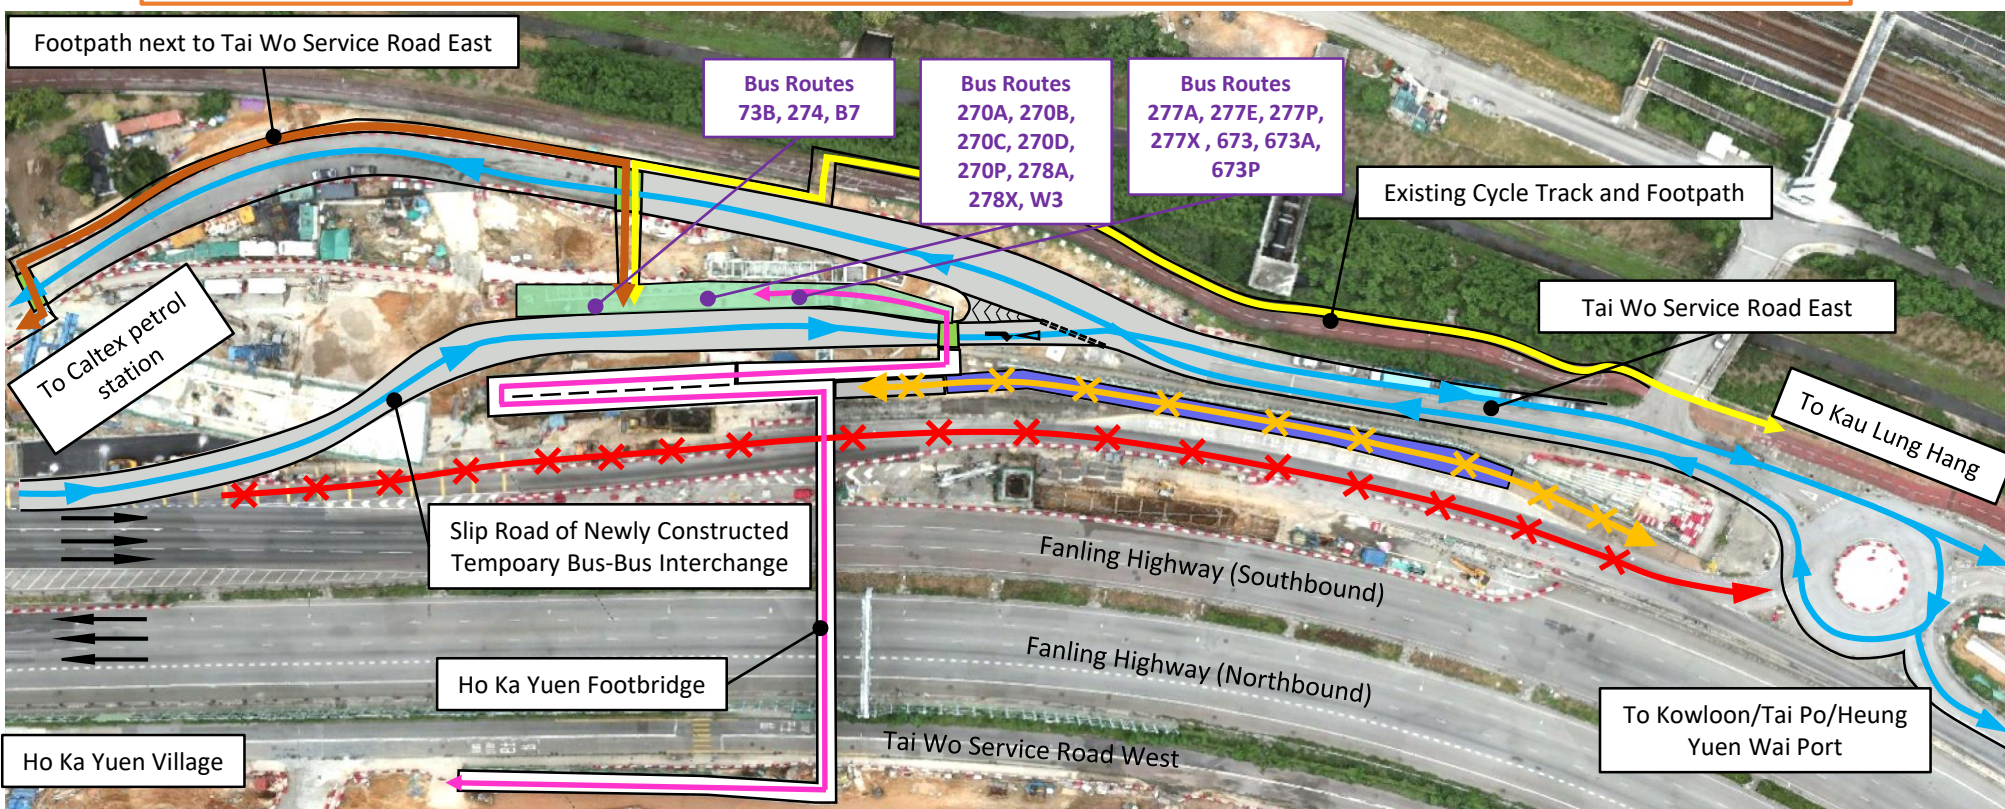 Footpath next to Tai Wo Service Road East
Bus Routes
73B, 274, B7
Bus Routes
270A, 270B,
270C, 270D,
270P, 278A,
278X, W3
Bus Routes
277A, 277E, 277P,
277X , 673, 673A,
673P
Existing Cycle Track and Footpath
Tai Wo Service Road East
To Caltex petrol
station
To Kau Lung Hang
Slip Road of Newly Constructed
Tempoary Bus-Bus Interchange
Fanling Highway (Southbound)
Fanling Highway (Northbound)
Ho Ka Yuen Footbridge
To Kowloon/Tai Po/Heung
Yuen Wai Port
Tai Wo Service Road West
Ho Ka Yuen Village